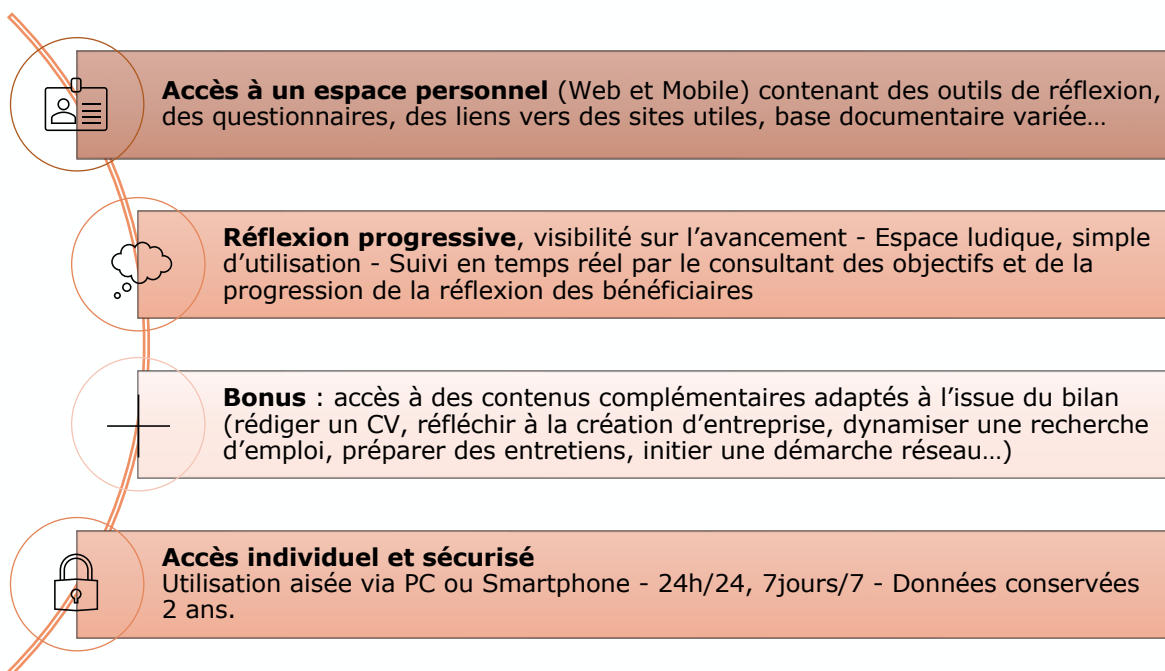 Accès à un espace personnel (Web et Mobile) contenant des outils de réflexion,
des questionnaires, des liens vers des sites utiles, base documentaire variée…
Réflexion progressive, visibilité sur l’avancement - Espace ludique, simple
d’utilisation - Suivi en temps réel par le consultant des objectifs et de la
progression de la réflexion des bénéficiaires
Bonus : accès à des contenus complémentaires adaptés à l’issue du bilan
(rédiger un CV, réfléchir à la création d’entreprise, dynamiser une recherche
d’emploi, préparer des entretiens, initier une démarche réseau…)
Accès individuel et sécurisé
Utilisation aisée via PC ou Smartphone - 24h/24, 7jours/7 - Données conservées
2 ans.